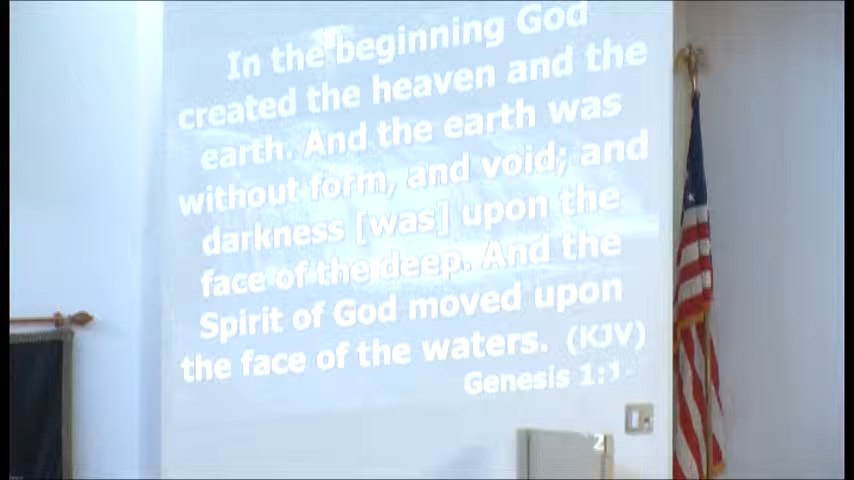 In the beginning God
created the heaven and the
earth. And the earth was
without form, and void; and
darkness [was] upon the
face of the deep. And the
Spirit of God moved upon
the face of the waters. (KJV)
Genesis 1:1-
2